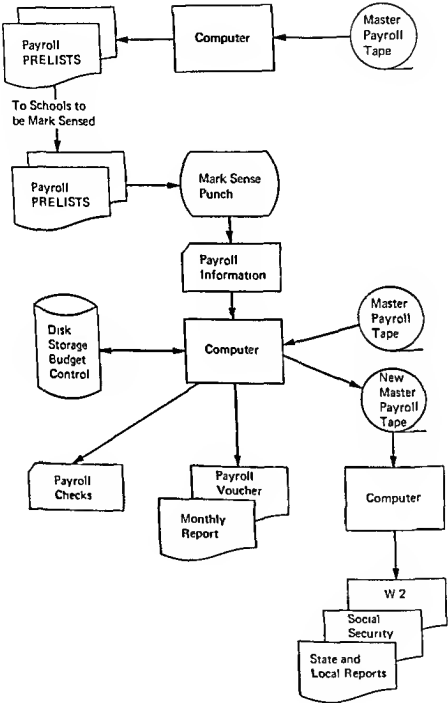 Payroll
PRELISTS
Computer
Master
Payroll
Tape
To Schools to
be Mark Sensed
Payroll
PRELISTS
Mark Sense
Punch
Payroll
Information
Disk
Storage
Budget
Control
Computer
Master
Payroll
Tape
New
Master
Payroll
Tape
Payroll
Checks
Payroll
Voucher
Monthly
Report
Computer
W 2
Social
Security
State and
Local Reports